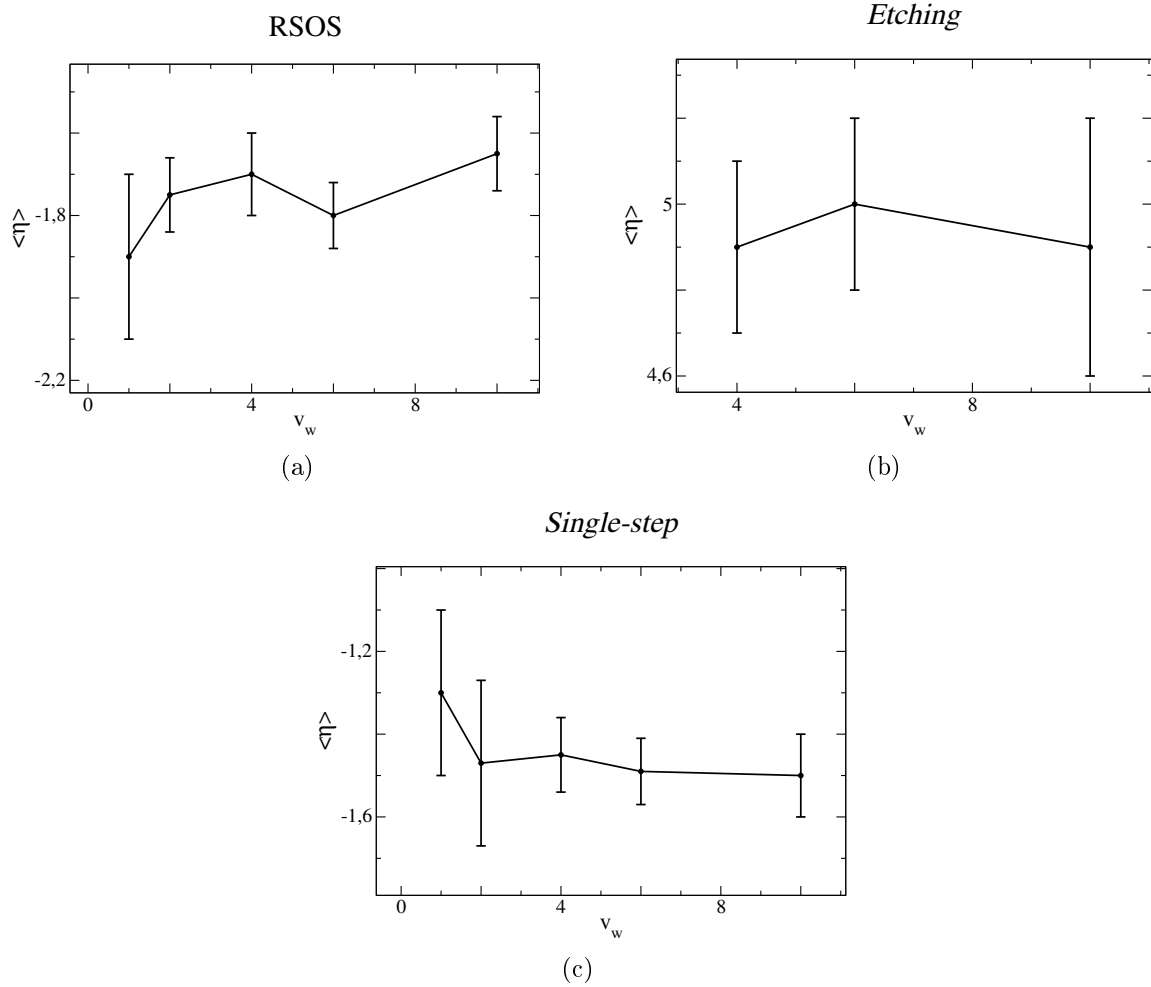 RSOS
<η>
-1,8
-2,2
0 4 8
v_w
(a)
Etching
<η>
5
4,6
4 8
v_w
(b)
Single-step
<η>
-1,2
-1,6
0 4 8
v_w
(c)